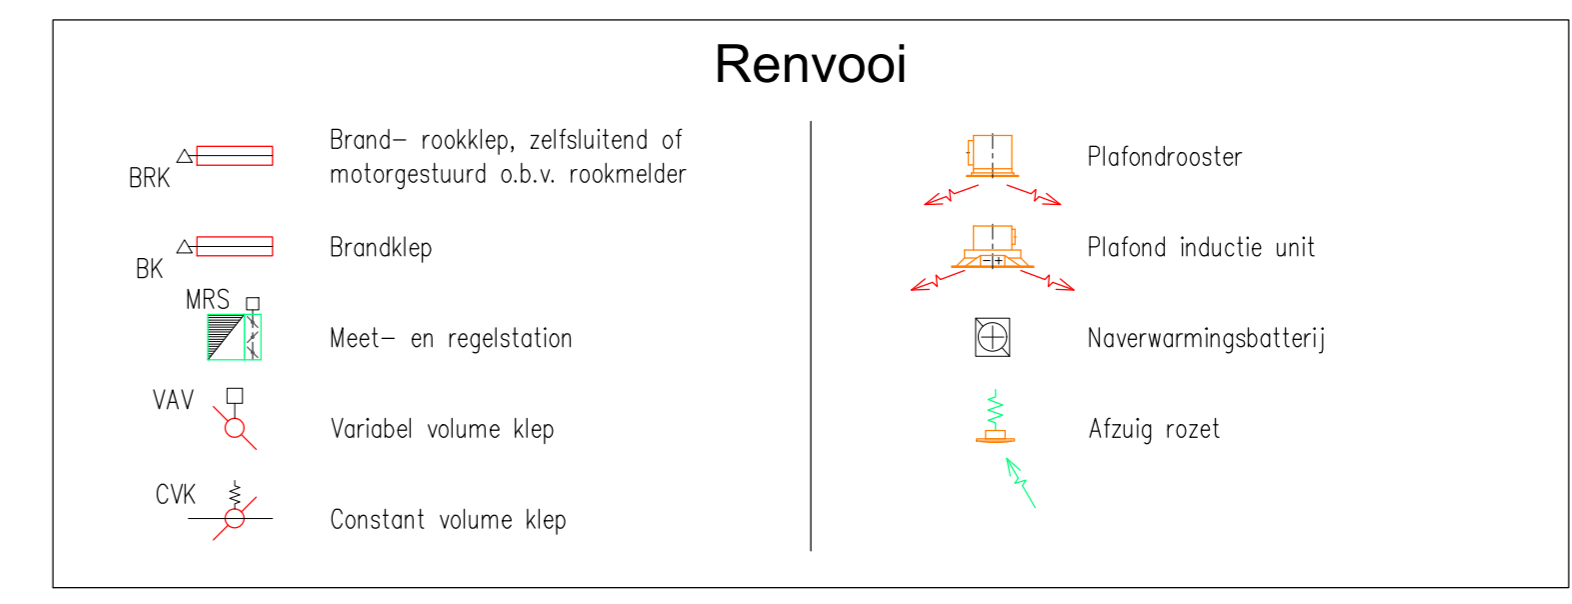 Renvooi
BRK
Brand- rookklep, zelfsluitend of
motorgestuurd o.b.v. rookmelder
BK
Brandklep
MRS
Meet- en regelstation
VAV
Variabel volume klep
CVK
Constant volume klep
Plafondrooster
Plafond inductie unit
-+
Naverwarmingsbatterij
Afzuig rozet